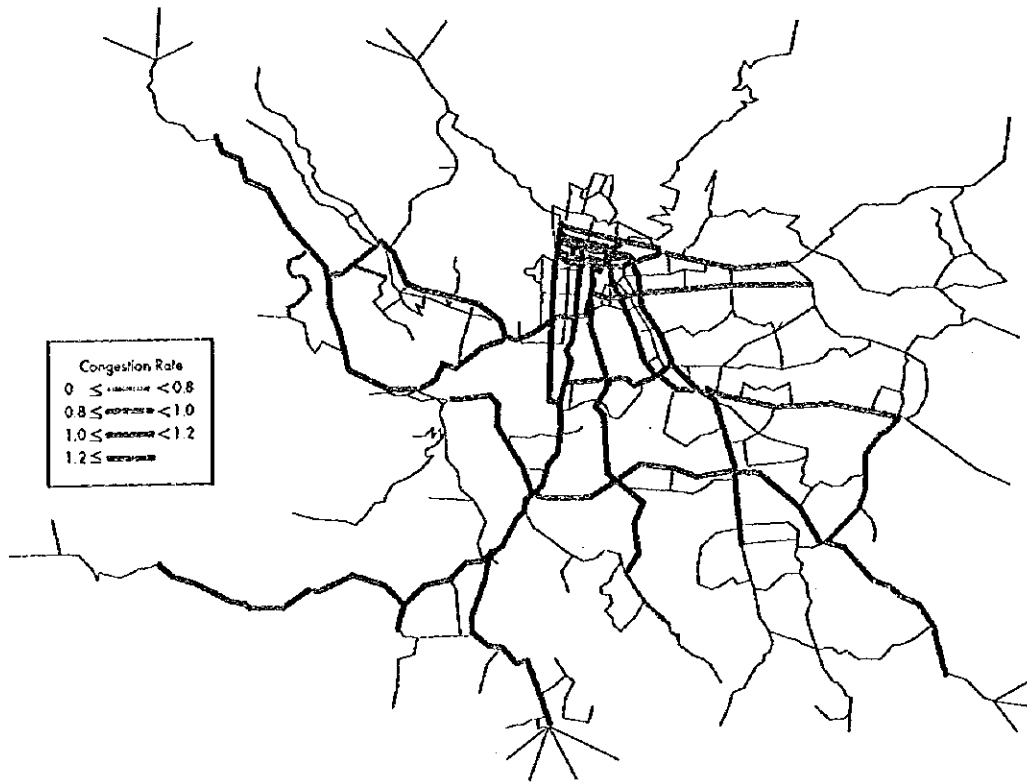 Congestion Rate
0 ≤ < 0.8
0.8 ≤ < 1.0
1.0 ≤ < 1.2
1.2 ≤